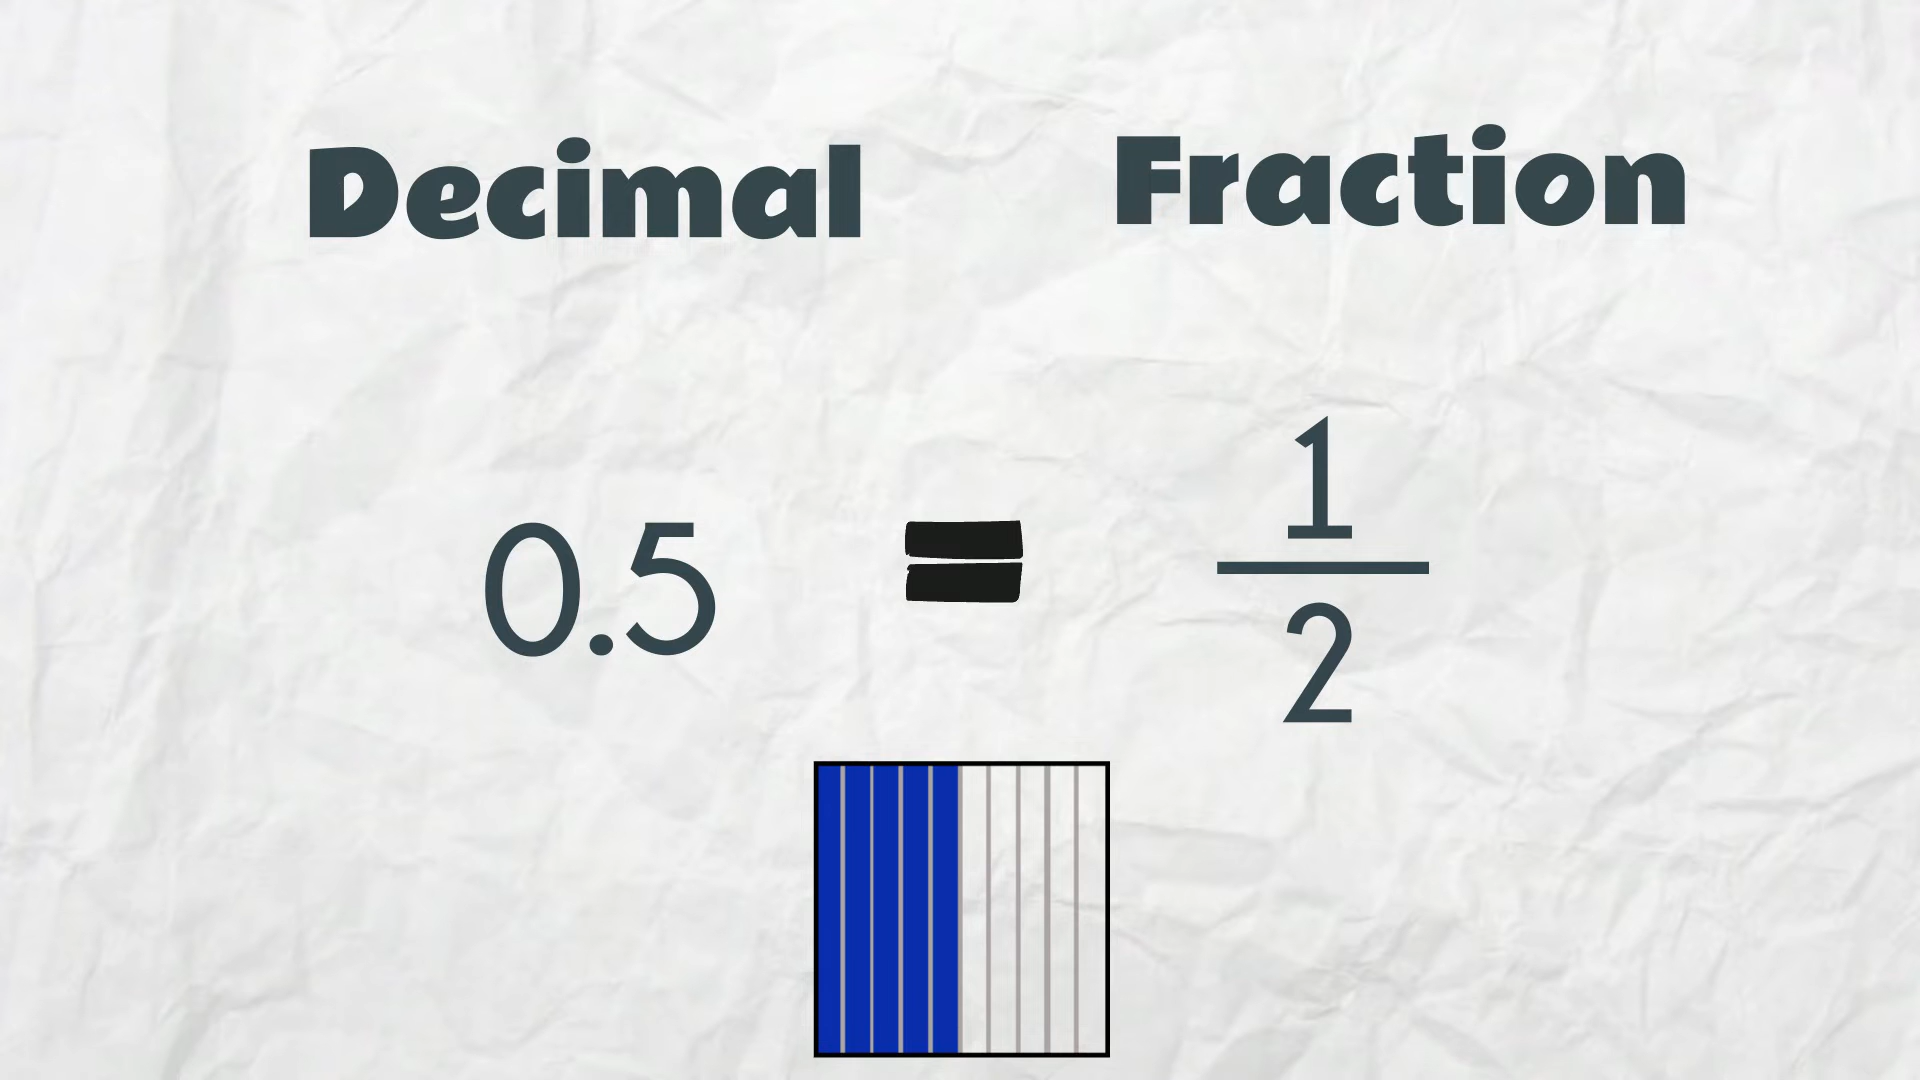 Decimal Fraction
0.5 = 1/2